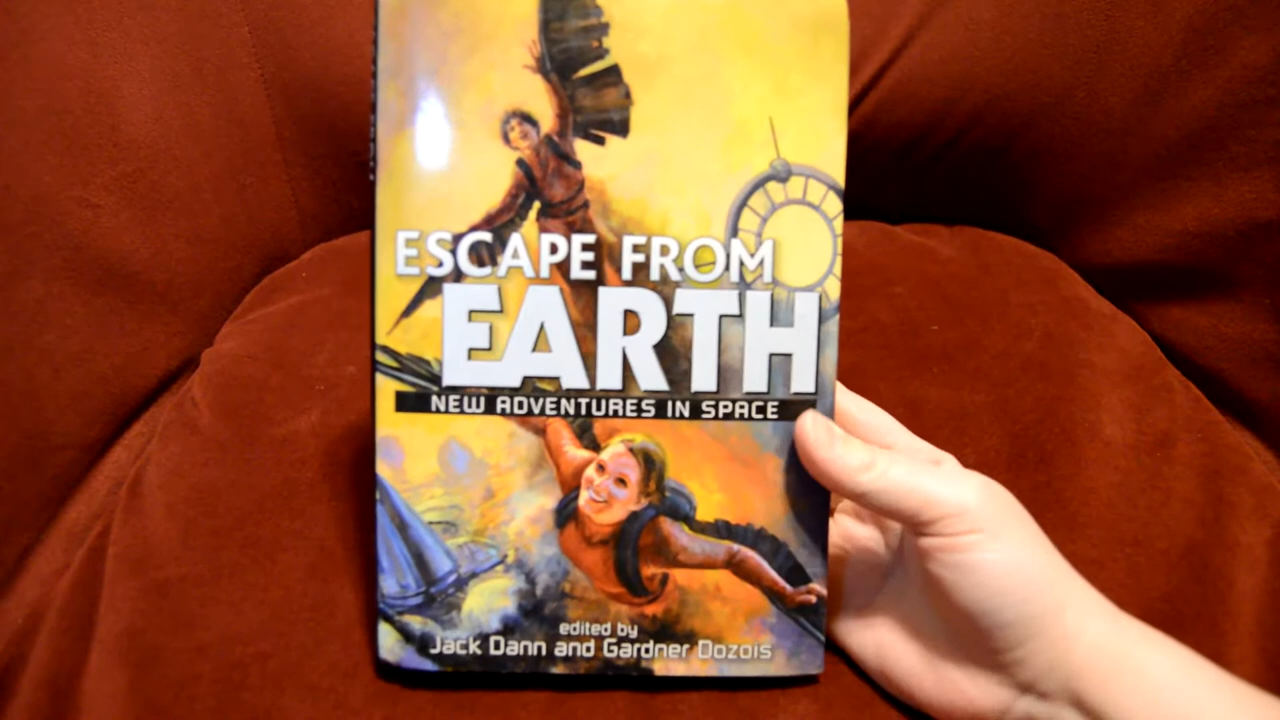 ESCAPE FROM
EARTH
NEW ADVENTURES IN SPACE
edited by
Jack Dann and Gardner Dozois